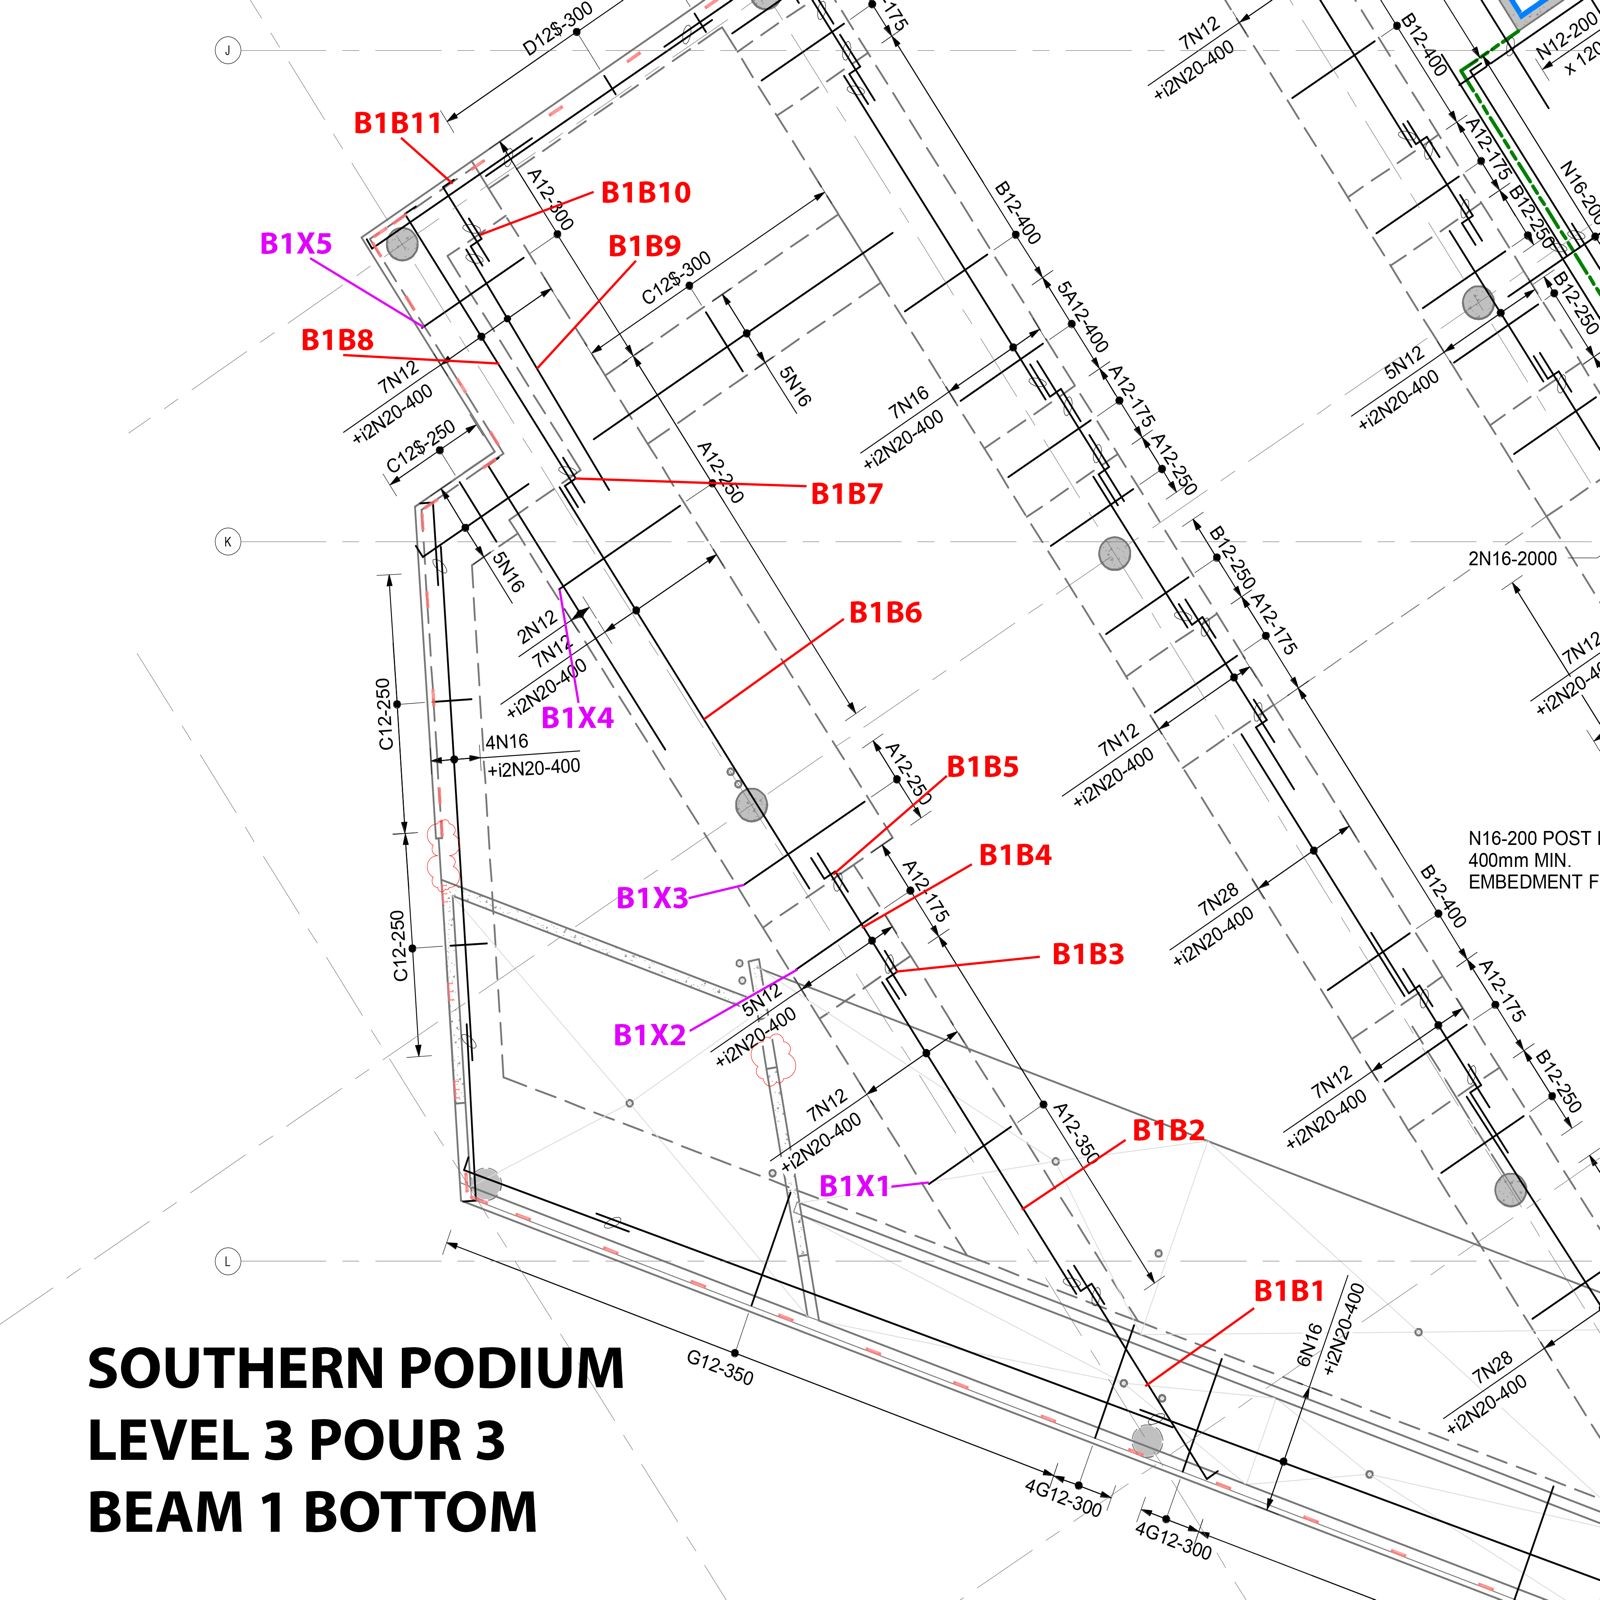 D12$-300
A12-175
7N12
+i2N20-400
B12-400
N12-200
x 120
J
B1B11
A12-175
A12-300
B1B10
B12-400
B12-250
N16-200
B1X5
B1B9
C12$-300
5A12-400
B12-250
B1B8
7N12
+i2N20-400
5N16
7N16
+i2N20-400
A12-175
5N12
+i2N20-400
C12$-250
A12-250
A12-250
B1B7
K
5N16
B12-250
2N16-2000
2N12
7N12
+i2N20-400
B1B6
A12-175
7N12
B1X4
C12-250
4N16
+i2N20-400
7N12
+i2N20-400
A12-250
B1B5
B1B4
A12-175
N16-200 POST
400mm MIN.
EMBEDMENT F
B1X3
7N28
+i2N20-400
B12-400
C12-250
B1B3
5N12
+i2N20-400
B1X2
A12-175
7N12
+i2N20-400
B12-250
7N12
+i2N20-400
A12-350
B1B2
B1X1
L
B1B1
6N16
+i2N20-400
G12-350
7N28
+i2N20-400
SOUTHERN PODIUM
LEVEL 3 POUR 3
BEAM 1 BOTTOM
4G12-300
4G12-300